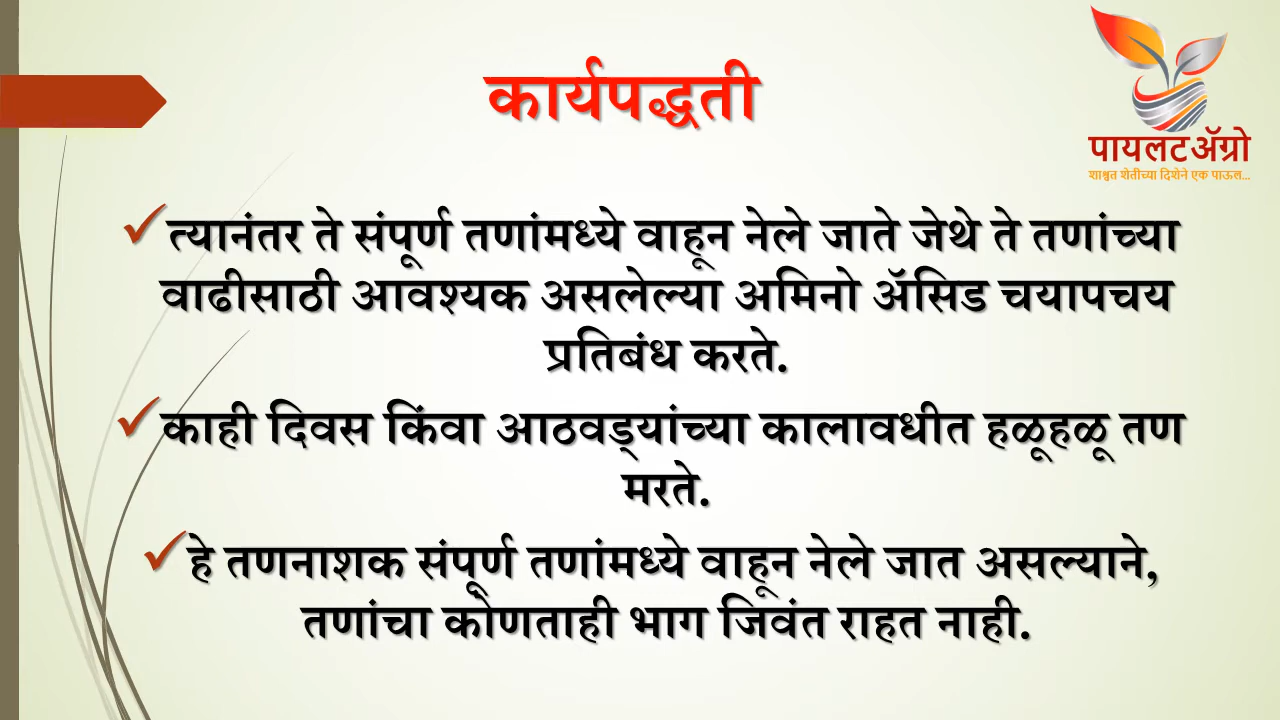 कार्यपद्धती
पायलटॲग्रो
शाश्वत शेतीच्या दिशेने एक पाऊल...
त्यानंतर ते संपूर्ण तणांमध्ये वाहून नेले जाते जेथे ते तणांच्या
वाढीसाठी आवश्यक असलेल्या अमिनो ॲसिड चयापचय
प्रतिबंध करते.
काही दिवस किंवा आठवड्यांच्या कालावधीत हळूहळू तण
मरते.
हे तणनाशक संपूर्ण तणांमध्ये वाहून नेले जात असल्याने,
तणांचा कोणताही भाग जिवंत राहत नाही.